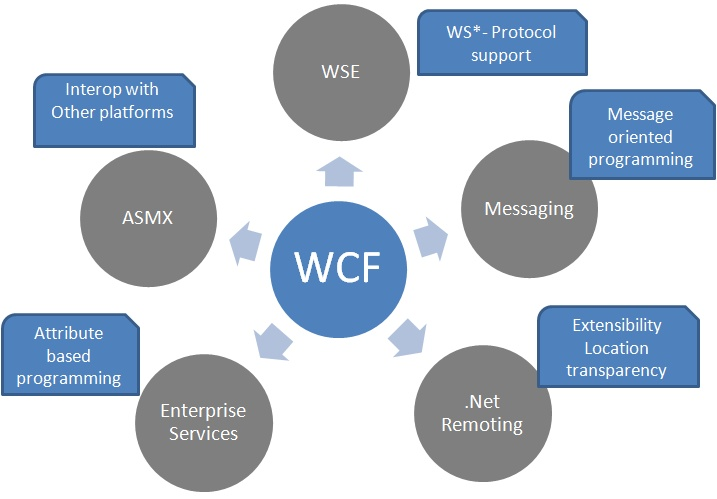 WSE
WS*- Protocol
support
Interop with
Other platforms
Message
oriented
programming
ASMX
Messaging
WCF
Attribute
based
programming
Extensibility
Location
transparency
Enterprise
Services
.Net
Remoting